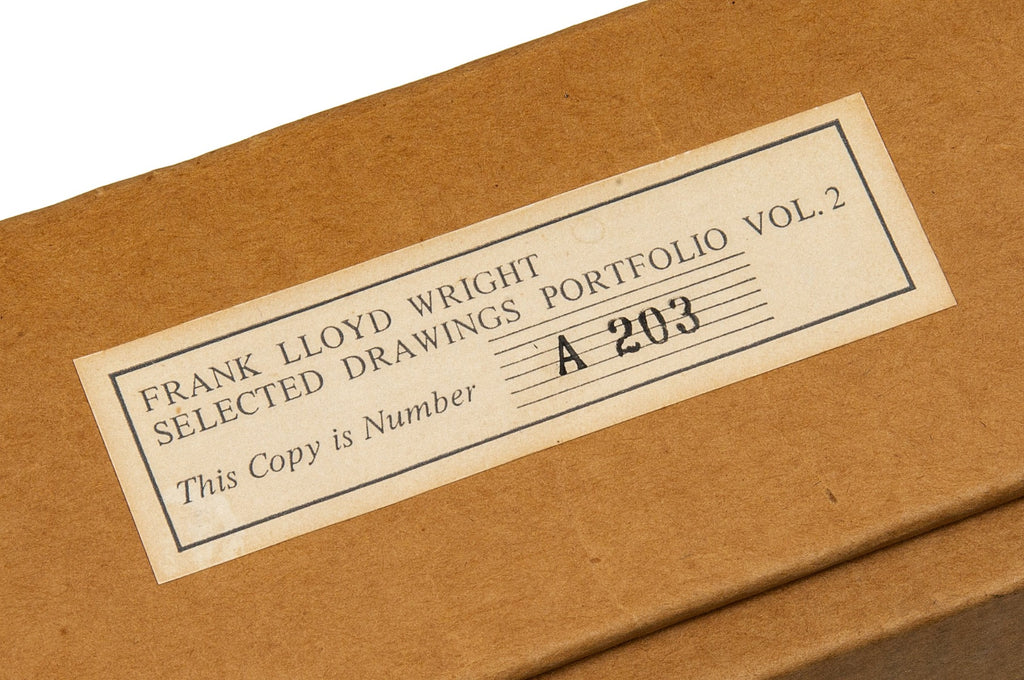 FRANK LLOYD WRIGHT
SELECTED DRAWINGS PORTFOLIO VOL. 2
This Copy is Number A 203